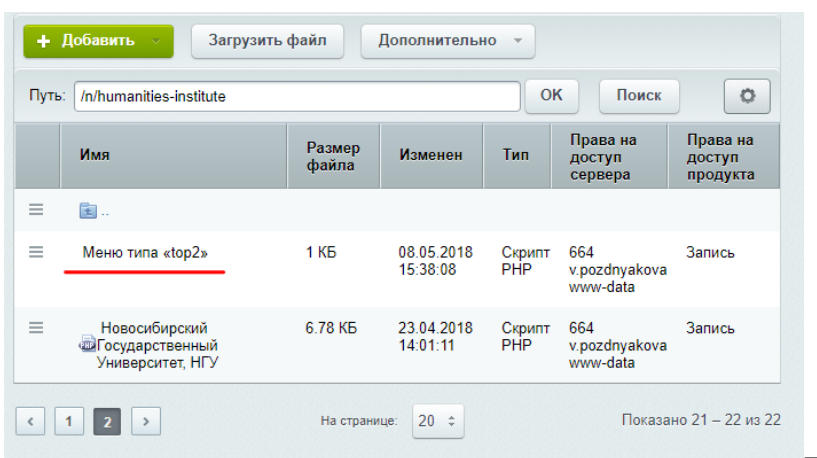 + Добавить Загрузить файл Дополнительно
Путь: /n/humanities-institute OK Поиск
Имя Размер файла Изменен Тип Права на доступ сервера Права на доступ продукта
..
Меню типа «top2» 1 КБ 08.05.2018 15:38:08 Скрипт PHP 664 v.pozdnyakova www-data Запись
Новосибирский Государственный Университет, НГУ 6.78 КБ 23.04.2018 14:01:11 Скрипт PHP 664 v.pozdnyakova www-data Запись
< 1 2 > На странице: 20 Показано 21 – 22 из 22